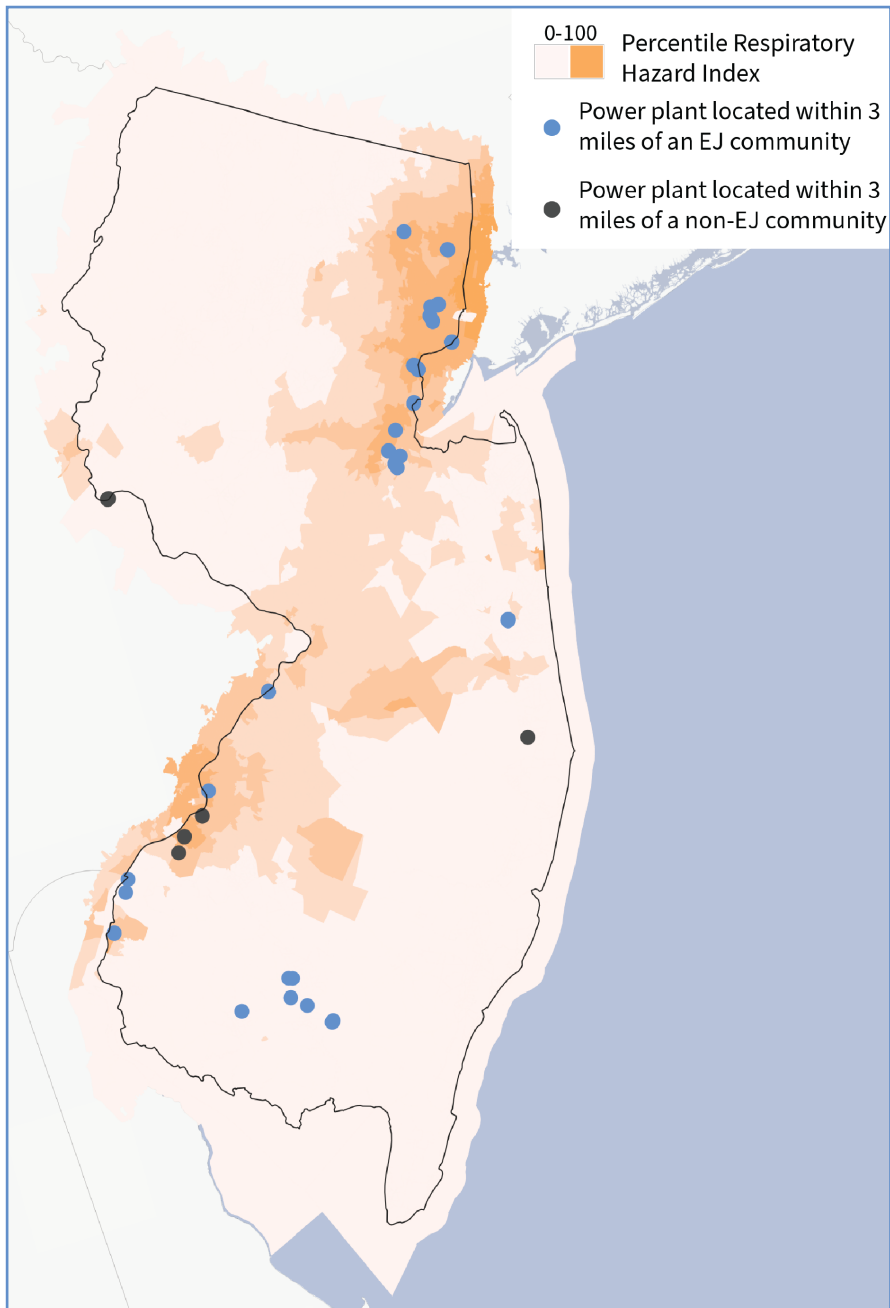 0-100
Percentile Respiratory
Hazard Index
Power plant located within 3
miles of an EJ community
Power plant located within 3
miles of a non-EJ community